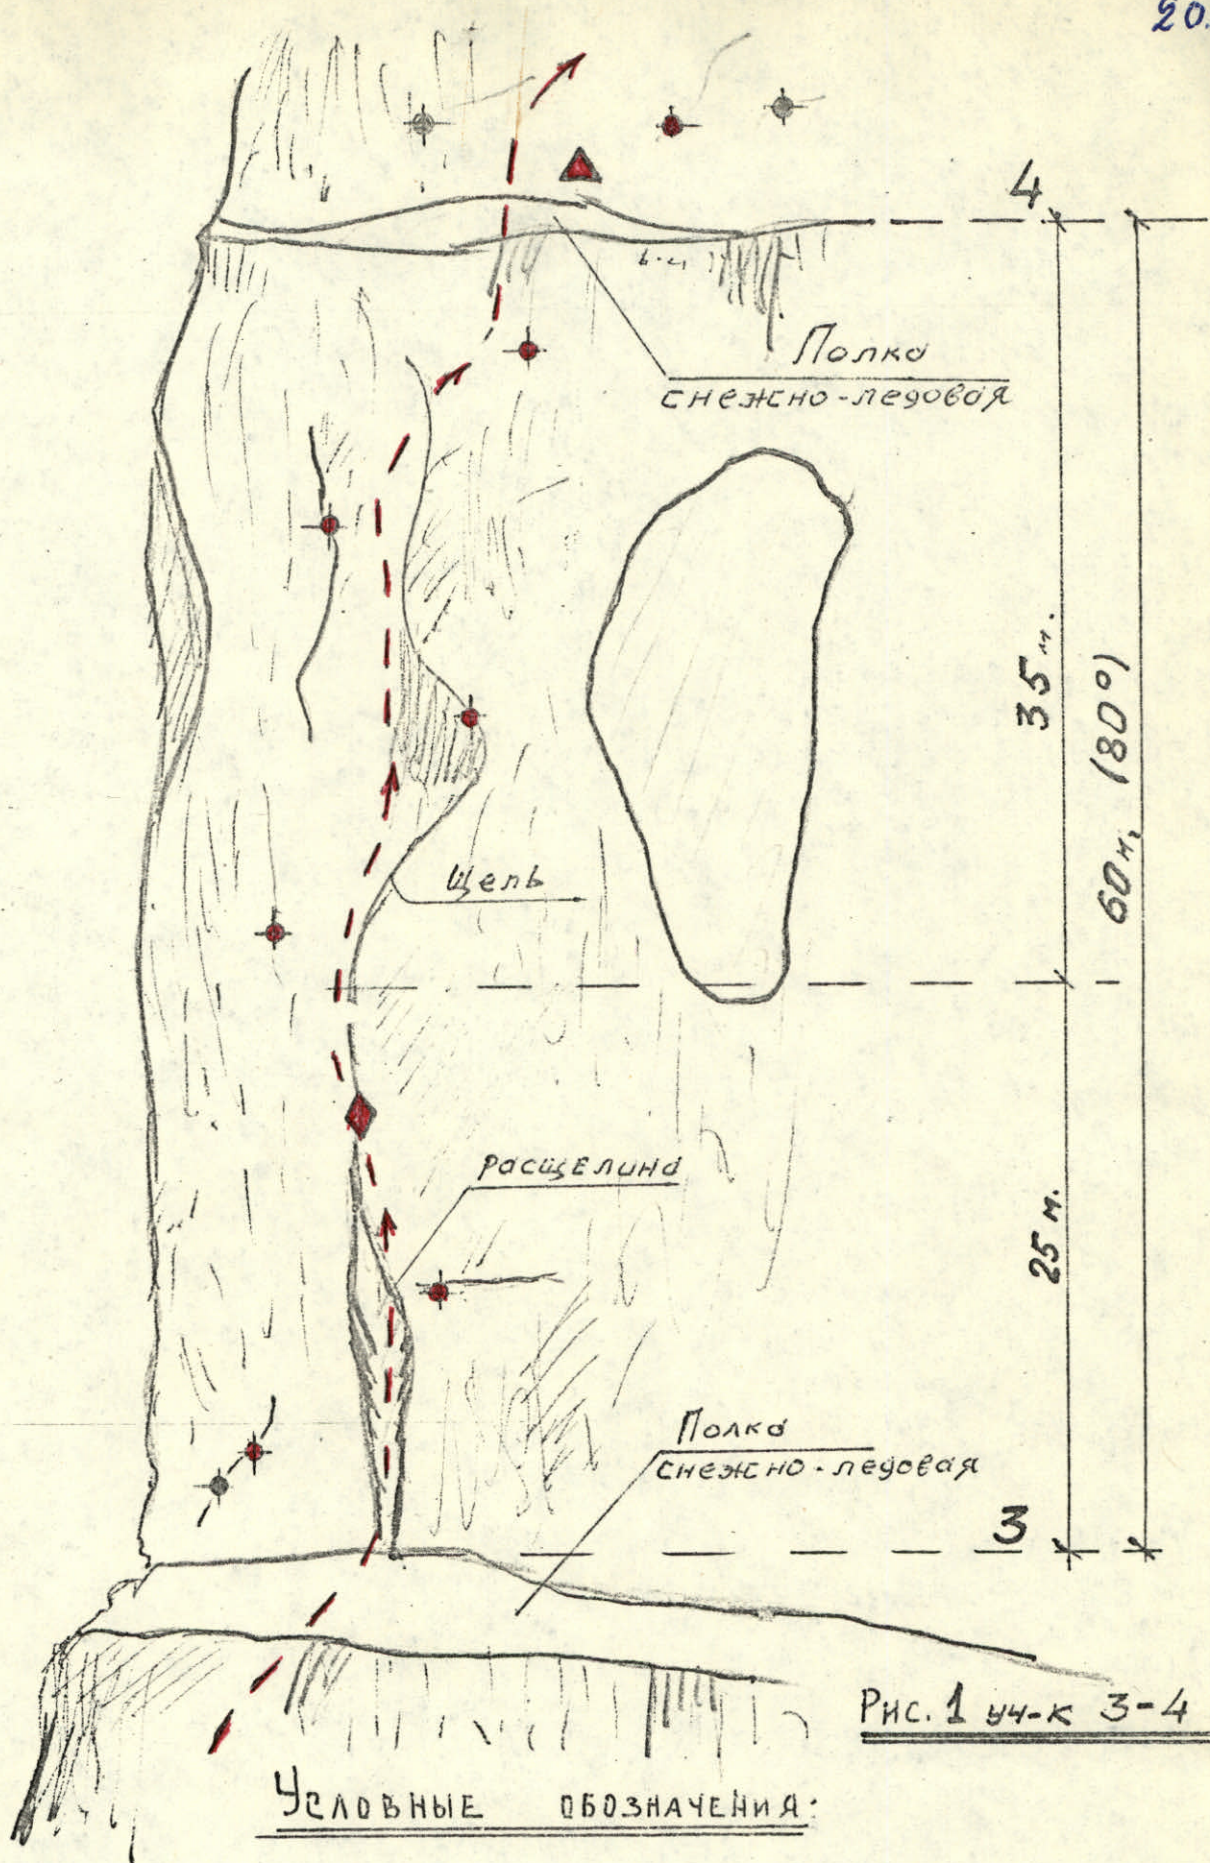 20.
4
Полка
снежно-ледовая
35 м.
60 м. (80°)
Щель
расщелина
25 м.
Полка
снежно-ледовая
3
Рис. 1 уч-к 3-4
Условные обозначения: